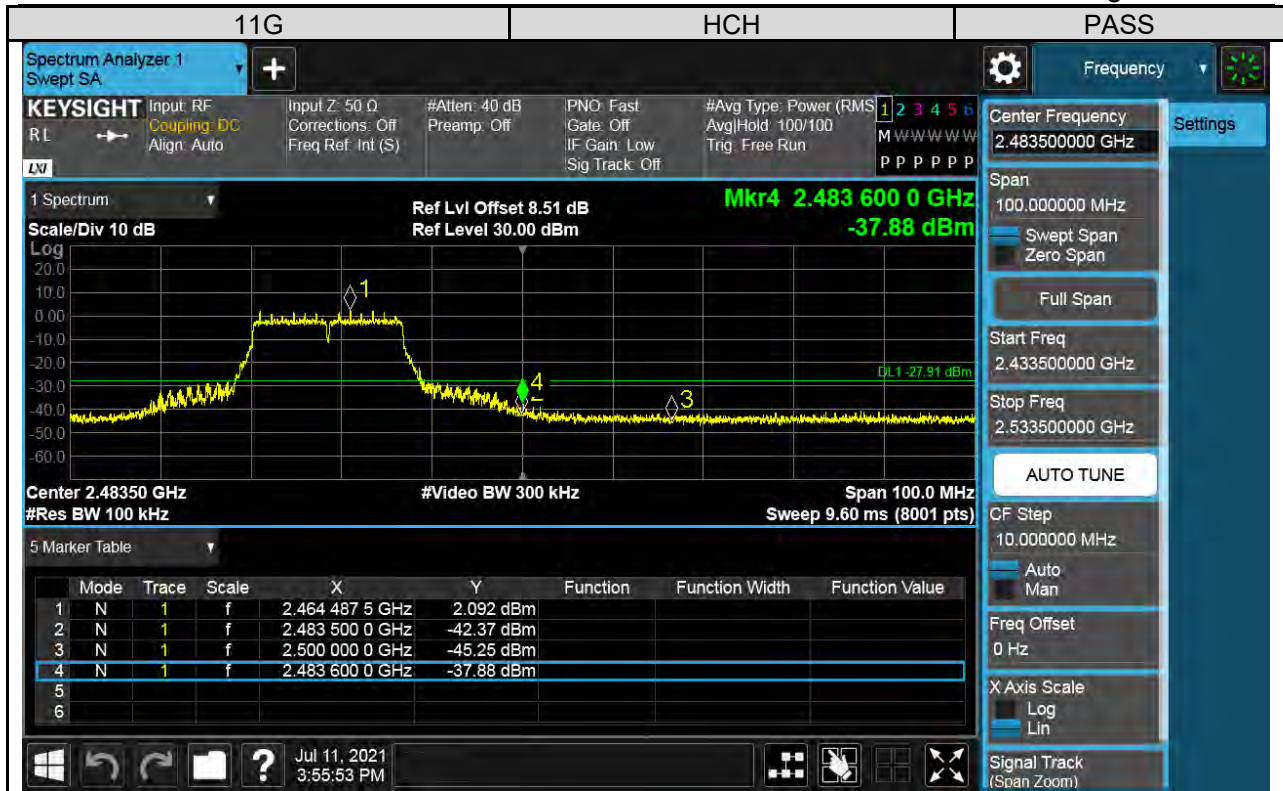 11G HCH PASS
Spectrum Analyzer 1
Swept SA
Frequency
KEYSIGHT Input: RF Input Z: 50 Ω #Atten: 40 dB PNO: Fast #Avg Type: Power (RMS 1 2 3 4 5 6
RL Coupling: DC Corrections: Off Preamp: Off Gate: Off Avg|Hold: 100/100 M W W W W W
Align: Auto Freq Ref: Int (S) IF Gain: Low Trig: Free Run
LXI Sig Track: Off P P P P P P
Center Frequency
2.483500000 GHz
Settings
Span
100.000000 MHz
Swept Span
Zero Span
Full Span
Start Freq
2.433500000 GHz
Stop Freq
2.533500000 GHz
AUTO TUNE
CF Step
10.000000 MHz
Auto
Man
Freq Offset
0 Hz
X Axis Scale
Log
Lin
Signal Track
(Span Zoom)
1 Spectrum
Ref Lvl Offset 8.51 dB Mkr4 2.483 600 0 GHz
Scale/Div 10 dB Ref Level 30.00 dBm -37.88 dBm
Log
20.0
10.0
0.00
-10.0
-20.0
-30.0
-40.0
-50.0
-60.0
1
4
3
DL1 -27.91 dBm
Center 2.48350 GHz #Video BW 300 kHz Span 100.0 MHz
#Res BW 100 kHz Sweep 9.60 ms (8001 pts)
5 Marker Table
Mode Trace Scale X Y Function Function Width Function Value
1 N 1 f 2.464 487 5 GHz 2.092 dBm
2 N 1 f 2.483 500 0 GHz -42.37 dBm
3 N 1 f 2.500 000 0 GHz -45.25 dBm
4 N 1 f 2.483 600 0 GHz -37.88 dBm
5
6
? Jul 11, 2021
3:55:53 PM